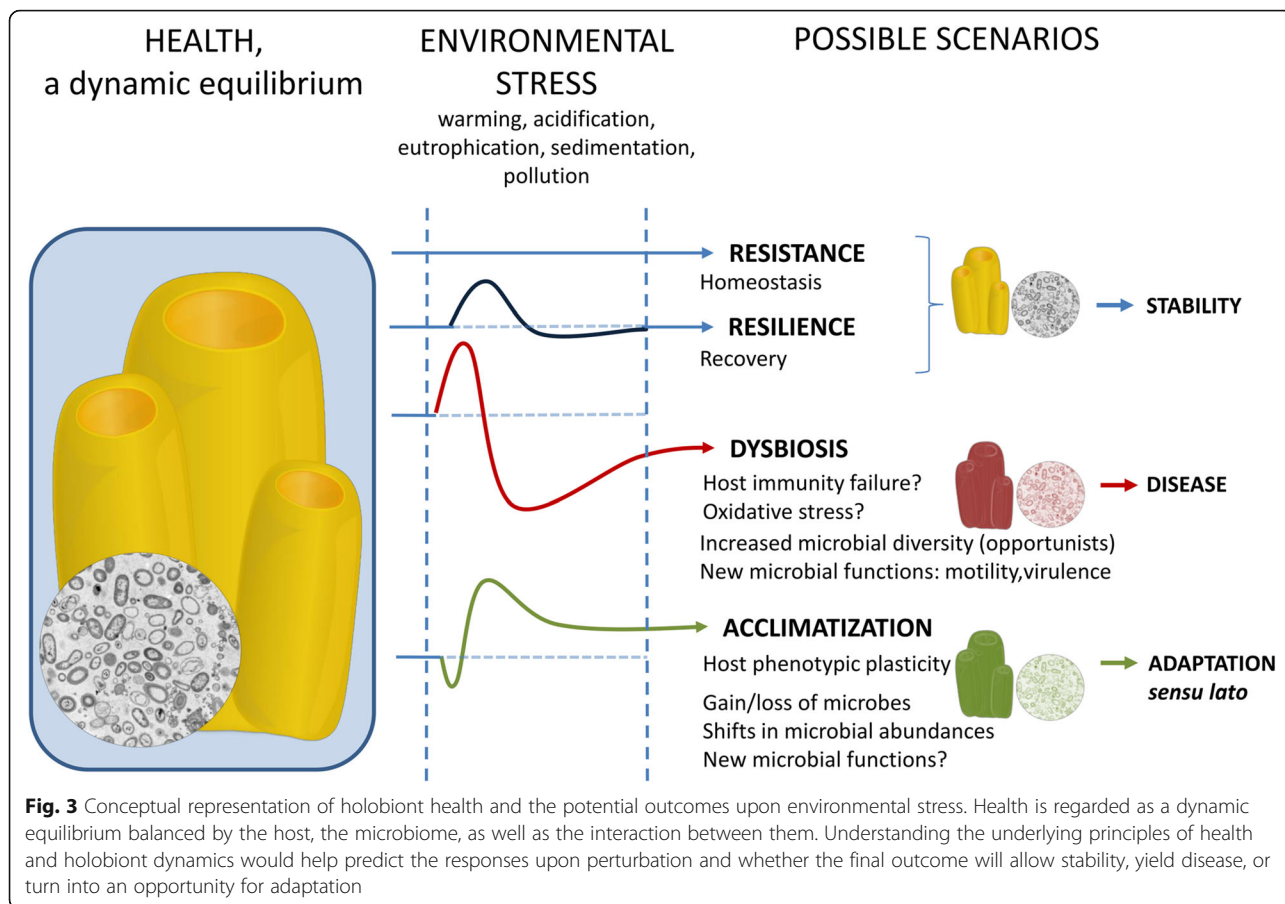 HEALTH,
a dynamic equilibrium
ENVIRONMENTAL
STRESS
warming, acidification,
eutrophication, sedimentation,
pollution
POSSIBLE SCENARIOS
RESISTANCE
Homeostasis
RESILIENCE
Recovery
STABILITY
DYSBIOSIS
Host immunity failure?
Oxidative stress?
Increased microbial diversity (opportunists)
New microbial functions: motility,virulence
DISEASE
ACCLIMATIZATION
Host phenotypic plasticity
Gain/loss of microbes
Shifts in microbial abundances
New microbial functions?
ADAPTATION
sensu lato
Fig. 3 Conceptual representation of holobiont health and the potential outcomes upon environmental stress. Health is regarded as a dynamic
equilibrium balanced by the host, the microbiome, as well as the interaction between them. Understanding the underlying principles of health
and holobiont dynamics would help predict the responses upon perturbation and whether the final outcome will allow stability, yield disease, or
turn into an opportunity for adaptation